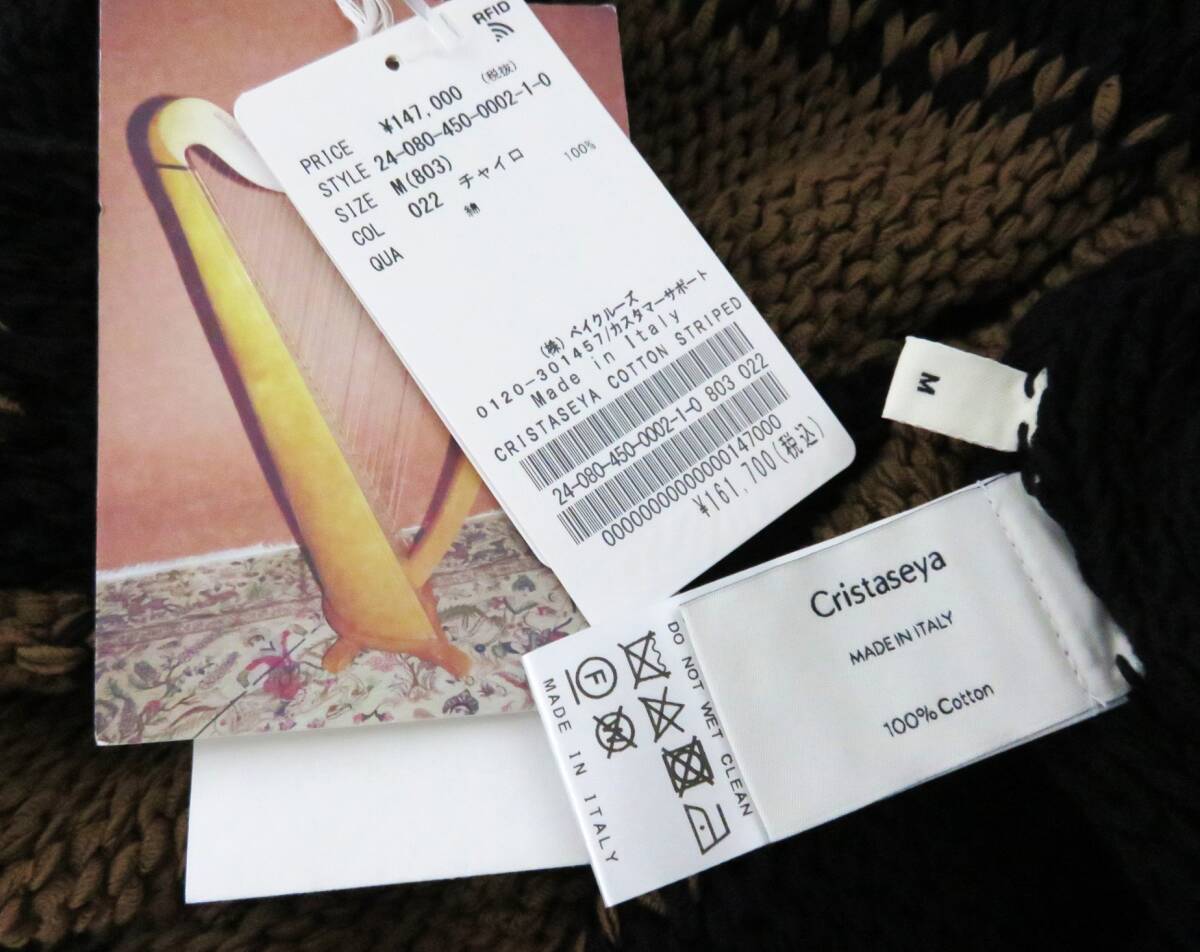 RFID
PRICE ¥147,000 (税抜)
STYLE 24-080-450-0002-1-0
SIZE M(803)
COL 022 チャイロ
QUA 綿 100%
(株) ベイクルーズ
0120-301457/カスタマーサポート
Made in Italy
CRISTASEYA COTTON STRIPED
24-080-450-0002-1-0 803 022
0000000000000147000
¥161,700(税込)
M
Cristaseya
MADE IN ITALY
100% Cotton
DO NOT WET CLEAN
F
MADE IN ITALY